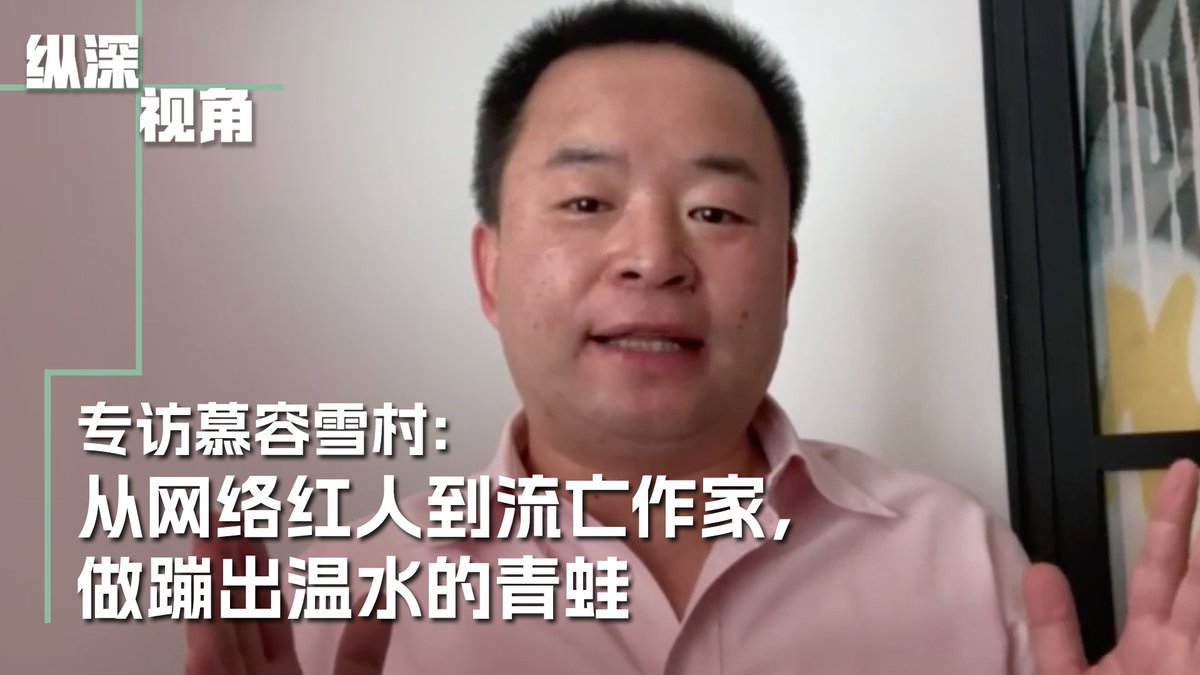 纵深
视角
专访慕容雪村:
从网络红人到流亡作家,
做蹦出温水的青蛙